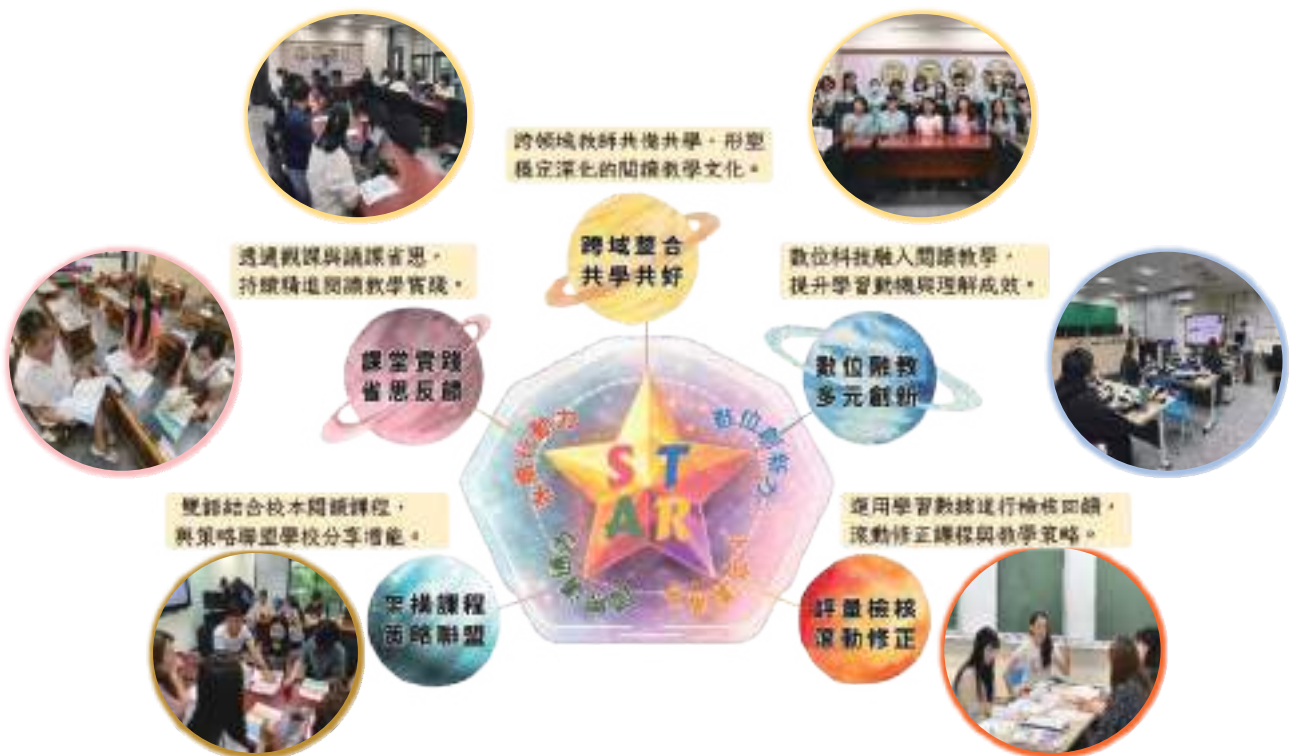 跨領域教師共備共學，形塑
穩定深化的閱讀教學文化。
跨域整合
共學共好
透過觀課與議課省思，
持續精進閱讀教學實踐。
課堂實踐
省思反饋
數位科技融入閱讀教學，
提升學習動機與理解成效。
數位融教
多元創新
數位創新力
STAR
雙語結合校本閱讀課程，
與策略聯盟學校分享增能。
架構課程
策略聯盟
運用學習數據進行檢核回饋，
滾動修正課程與教學策略。
評量檢核
滾動修正